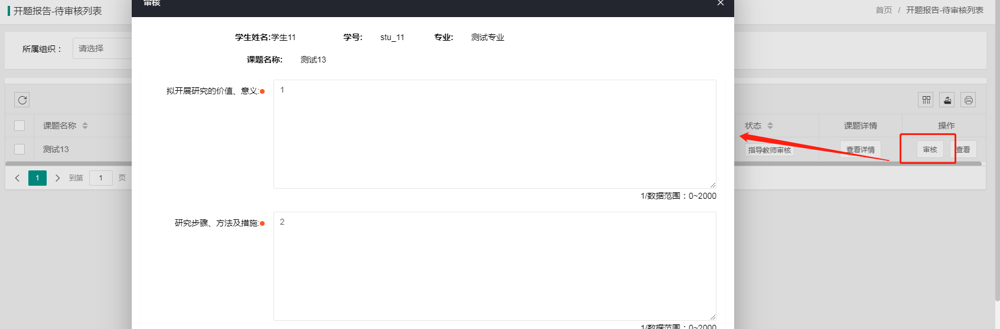 开题报告-待审核列表
首页 / 开题报告-待审核列表
审核
所属组织：
请选择
学生姓名:学生11 学号: stu_11 专业: 测试专业
课题名称: 测试13
拟开展研究的价值、意义:
1
1/数据范围：0~2000
研究步骤、方法及措施:
2
1/数据范围：0~2000
课题名称
状态 课题详情 操作
测试13
指导教师审核 查看详情 审核 查看
1 到第 1 页